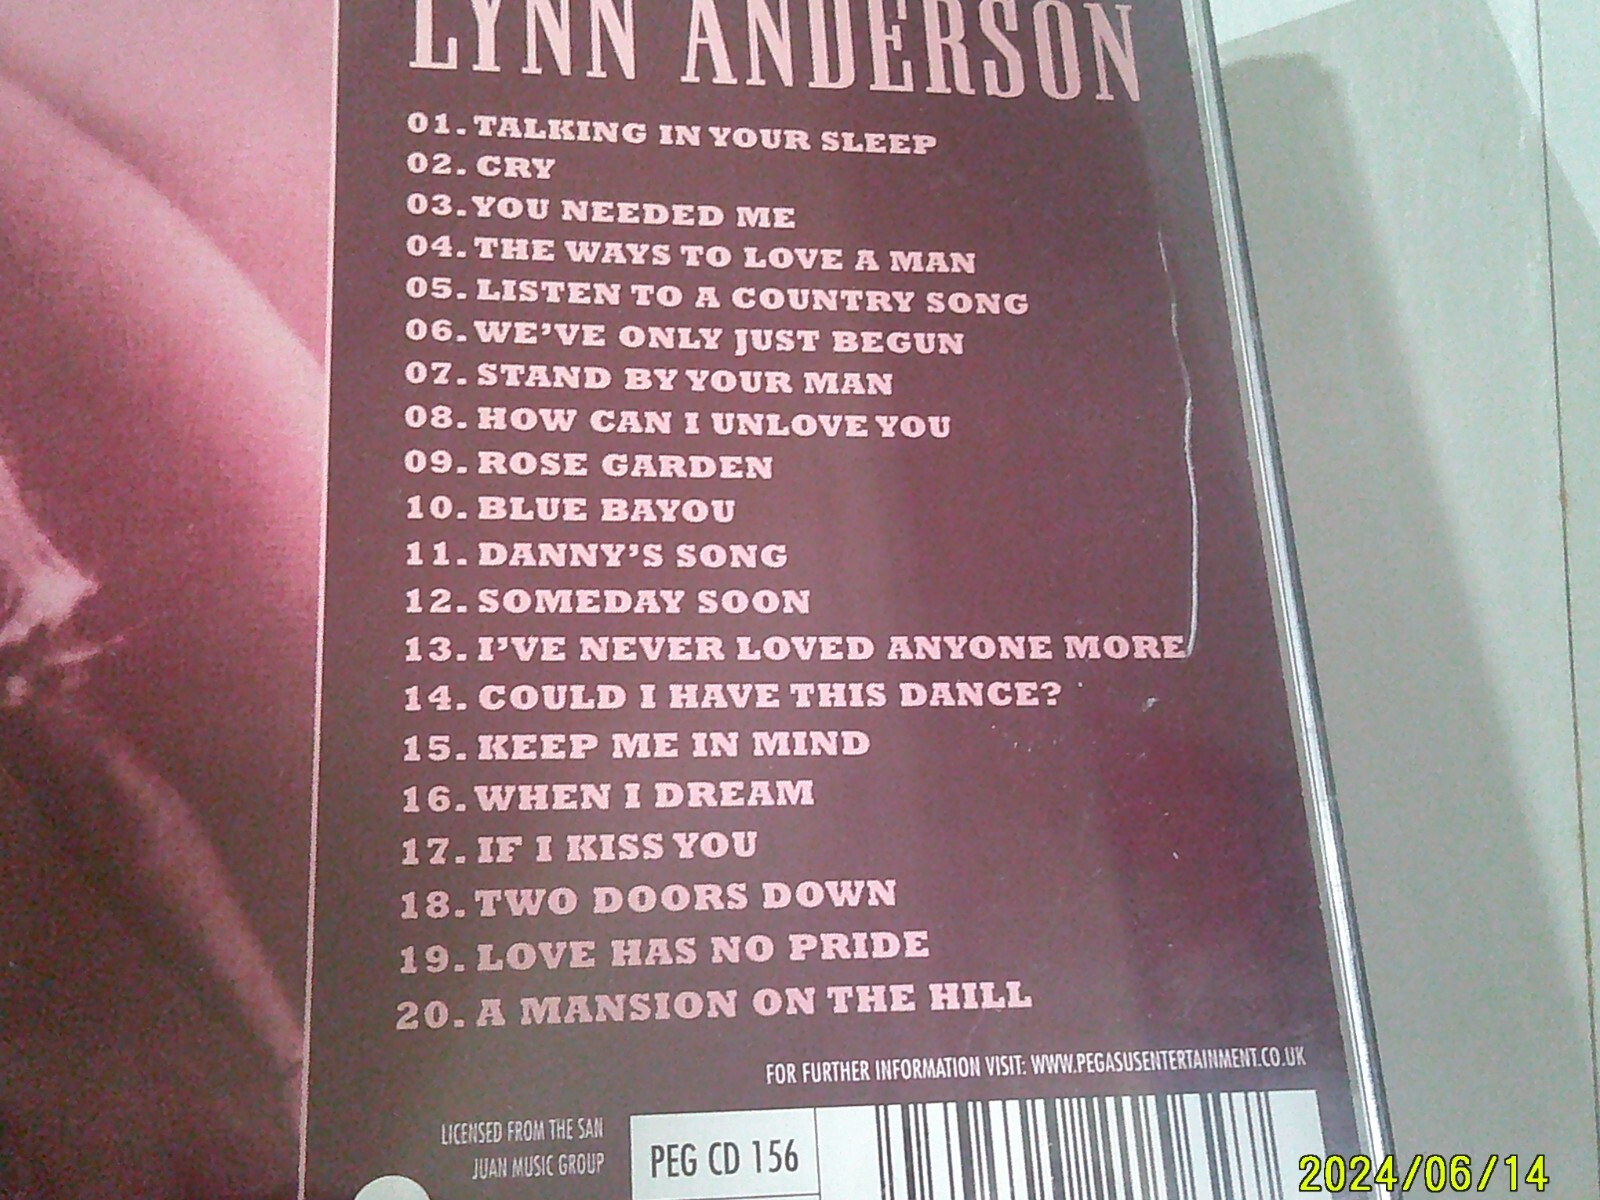 LYNN ANDERSON
01. TALKING IN YOUR SLEEP
02. CRY
03. YOU NEEDED ME
04. THE WAYS TO LOVE A MAN
05. LISTEN TO A COUNTRY SONG
06. WE'VE ONLY JUST BEGUN
07. STAND BY YOUR MAN
08. HOW CAN I UNLOVE YOU
09. ROSE GARDEN
10. BLUE BAYOU
11. DANNY'S SONG
12. SOMEDAY SOON
13. I'VE NEVER LOVED ANYONE MORE
14. COULD I HAVE THIS DANCE?
15. KEEP ME IN MIND
16. WHEN I DREAM
17. IF I KISS YOU
18. TWO DOORS DOWN
19. LOVE HAS NO PRIDE
20. A MANSION ON THE HILL
FOR FURTHER INFORMATION VISIT: WWW.PEGASUSENTERTAINMENT.CO.UK
LICENSED FROM THE SAN
JUAN MUSIC GROUP
PEG CD 156
2024/06/14